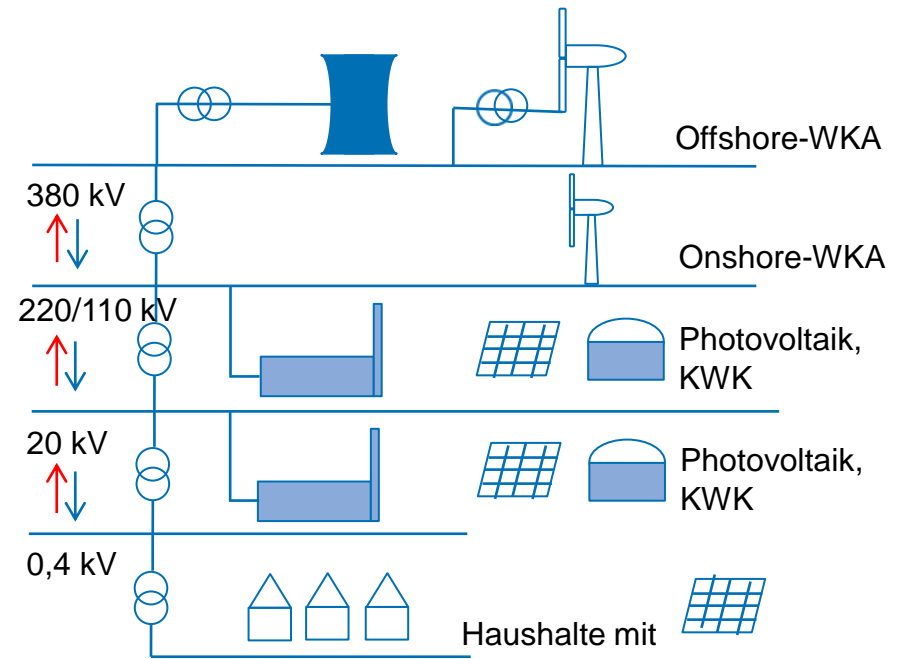 Offshore-WKA
380 kV
Onshore-WKA
220/110 kV
Photovoltaik,
KWK
20 kV
Photovoltaik,
KWK
0,4 kV
Haushalte mit